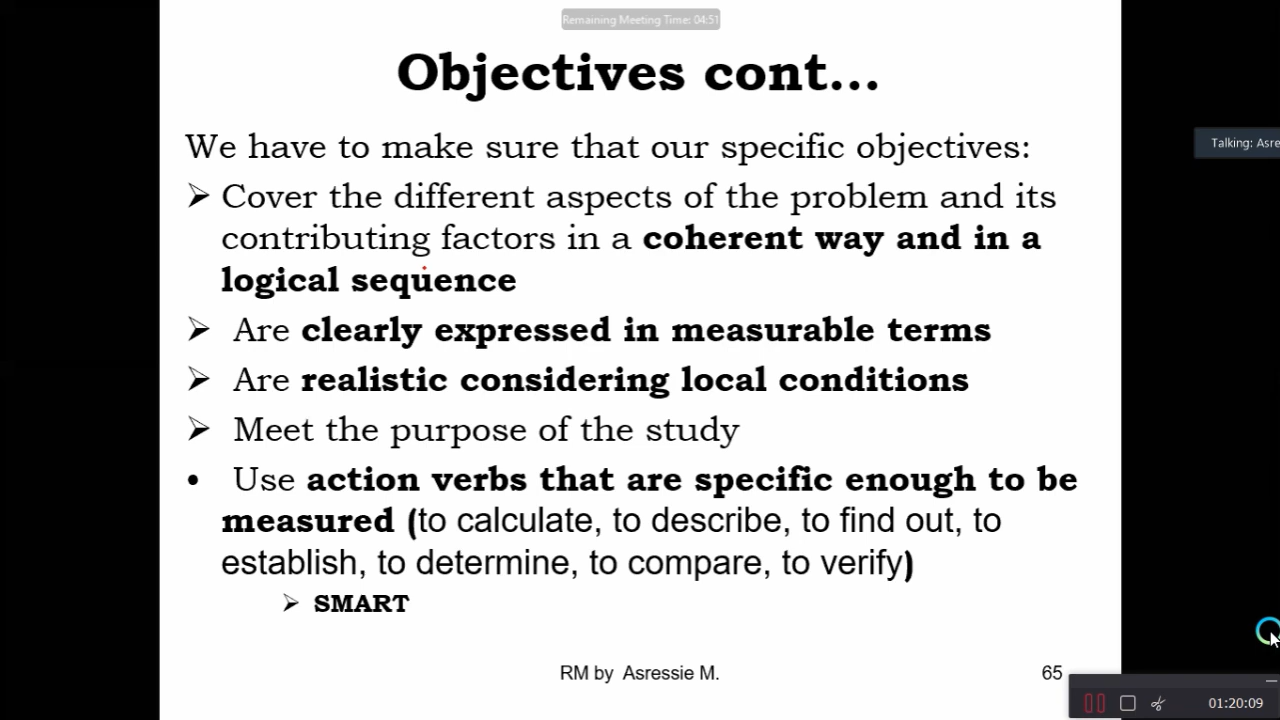 Remaining Meeting Time: 04:51
Objectives cont...
Talking: Asre
We have to make sure that our specific objectives:
➢ Cover the different aspects of the problem and its
contributing factors in a coherent way and in a
logical sequence
➢ Are clearly expressed in measurable terms
➢ Are realistic considering local conditions
➢ Meet the purpose of the study
• Use action verbs that are specific enough to be
measured (to calculate, to describe, to find out, to
establish, to determine, to compare, to verify)
➢ SMART
RM by Asressie M.
65
01:20:09